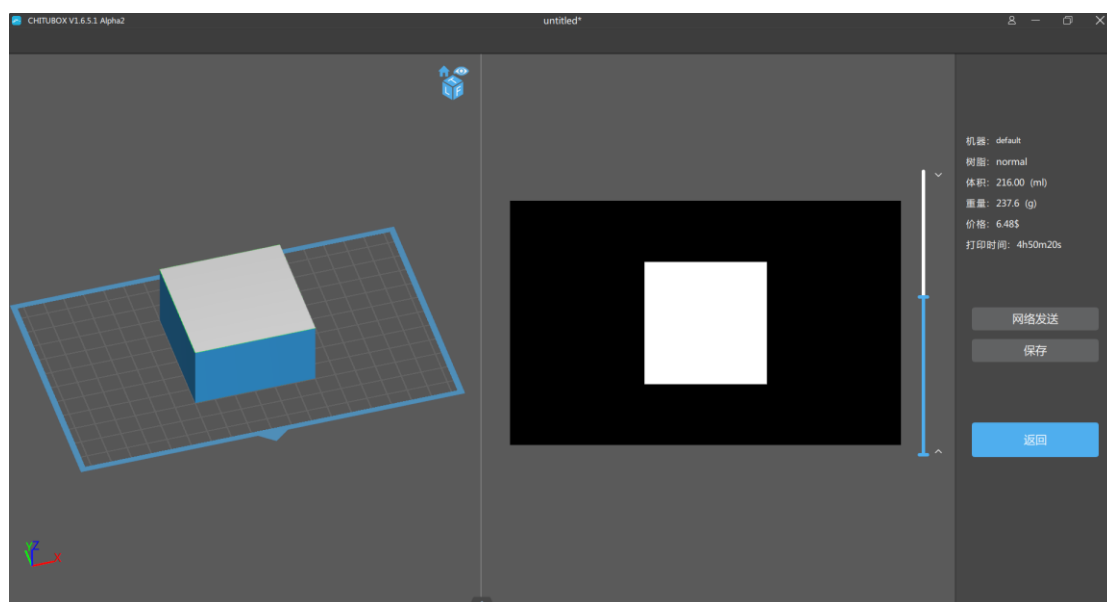 CHITUBOX V1.6.5.1 Alpha2
untitled*
T
L F
机器: default
树脂: normal
体积: 216.00 (ml)
重量: 237.6 (g)
价格: 6.48$
打印时间: 4h50m20s
网络发送
保存
返回
Y Z
X